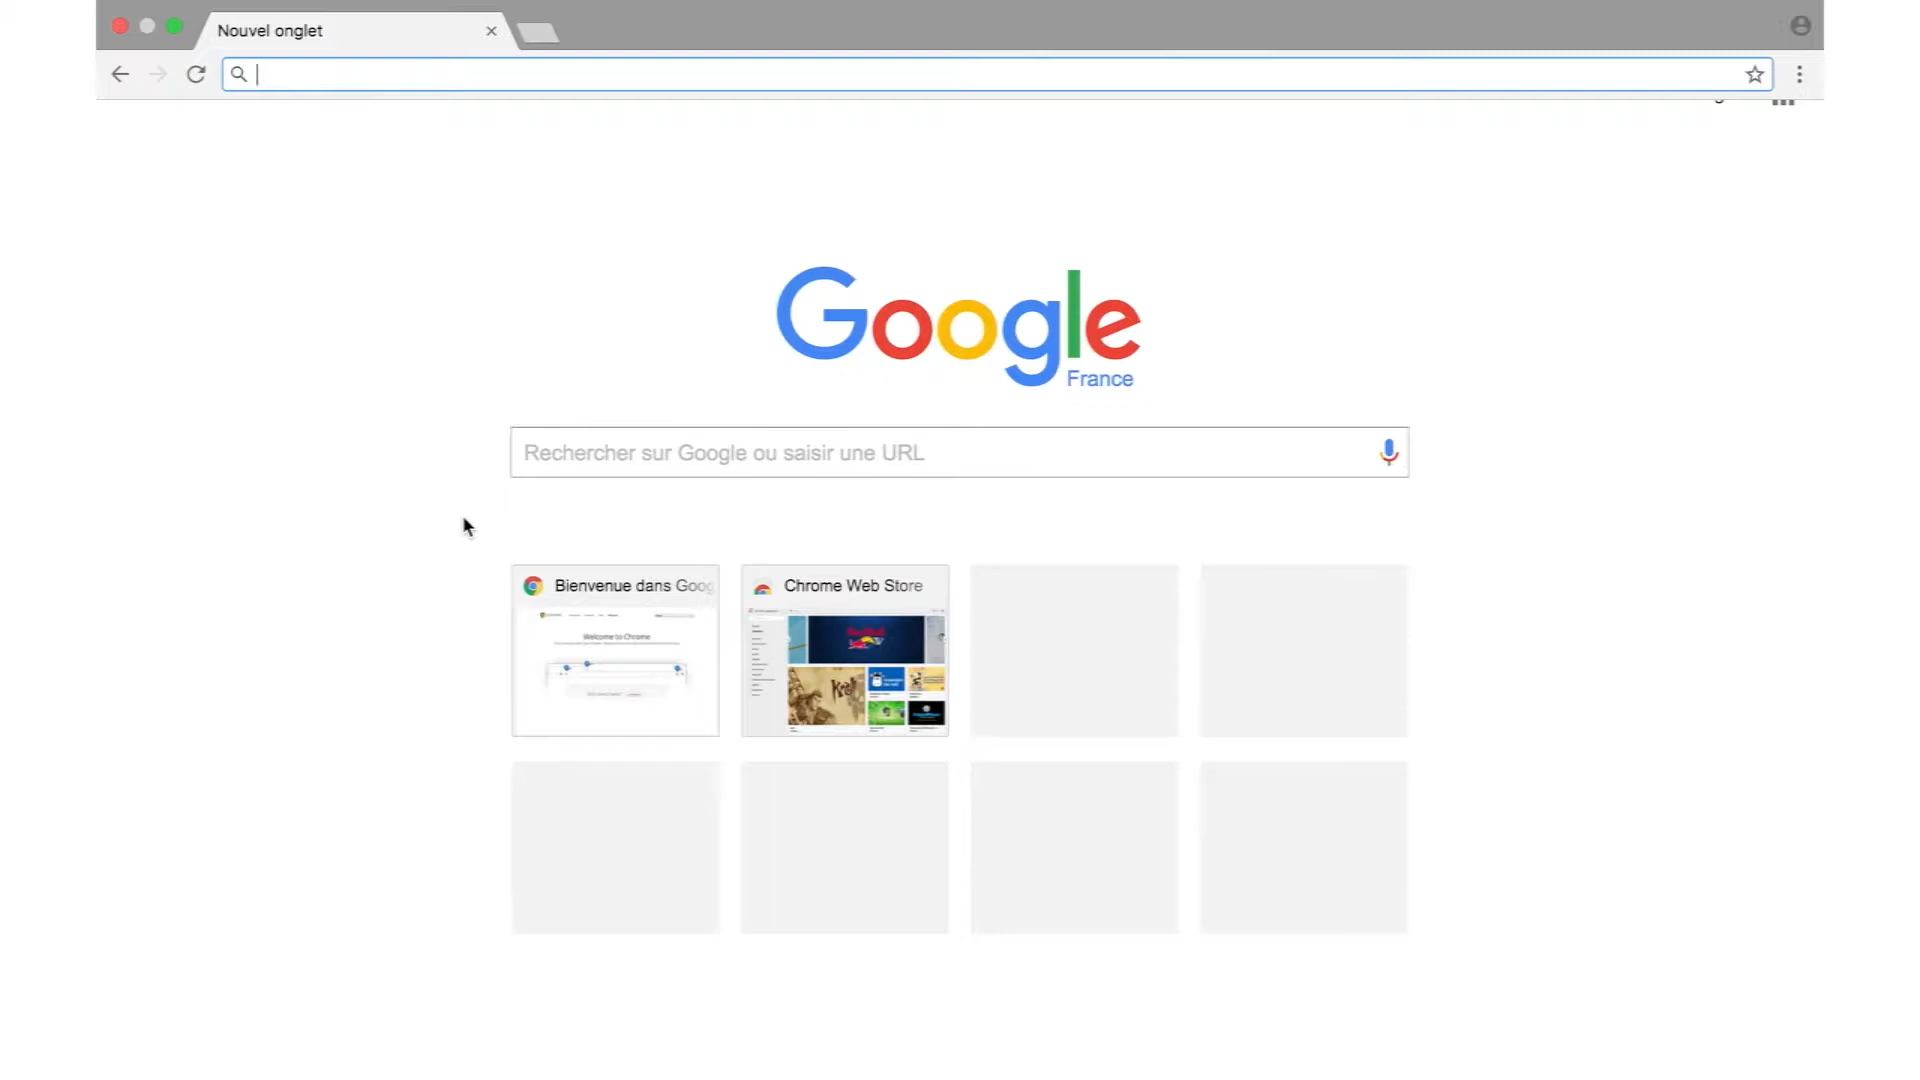 Nouvel onglet
Google
France
Rechercher sur Google ou saisir une URL
Bienvenue dans Goog
Chrome Web Store
Welcome to Chrome
RedBull